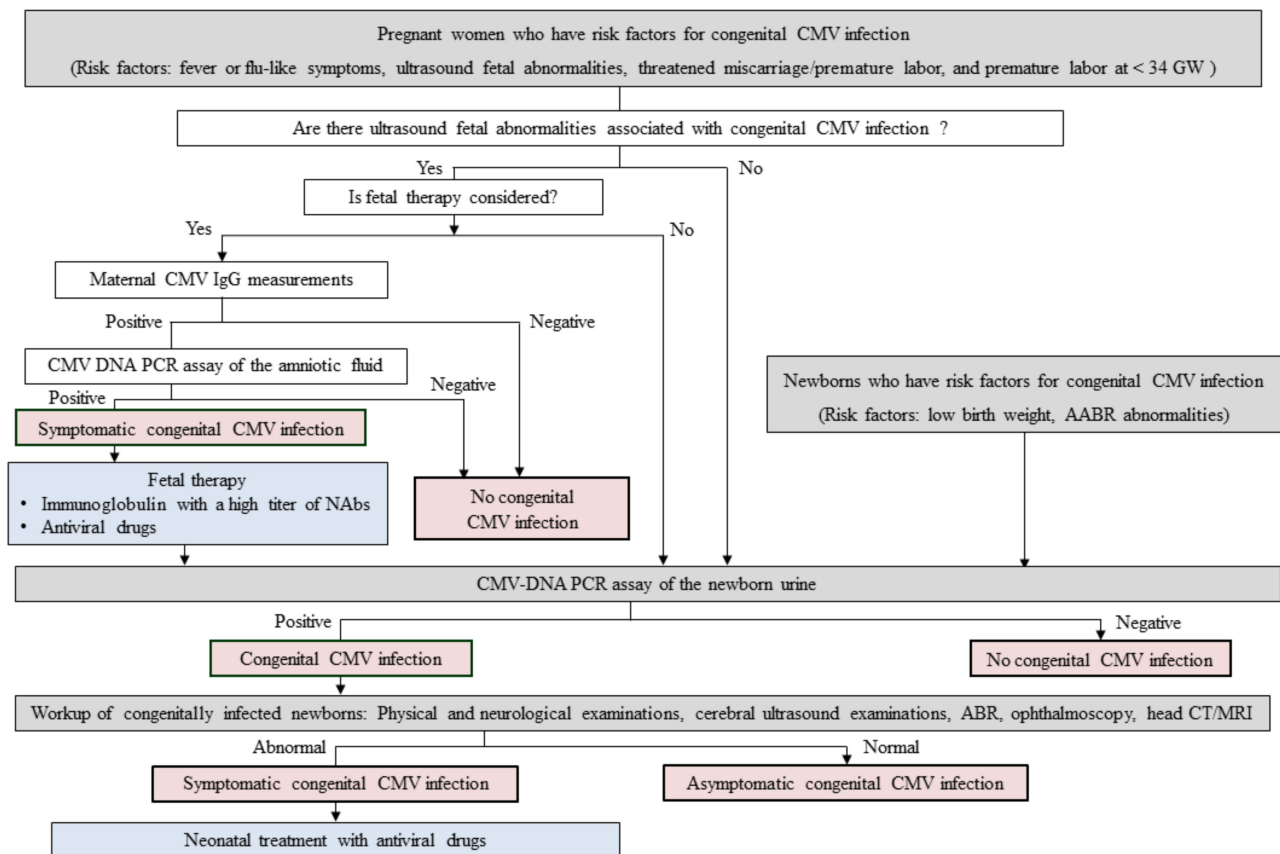 Pregnant women who have risk factors for congenital CMV infection
(Risk factors: fever or flu-like symptoms, ultrasound fetal abnormalities, threatened miscarriage/premature labor, and premature labor at < 34 GW )
Are there ultrasound fetal abnormalities associated with congenital CMV infection ?
Yes
No
Is fetal therapy considered?
Yes
No
Maternal CMV IgG measurements
Positive
Negative
CMV DNA PCR assay of the amniotic fluid
Positive
Negative
Newborns who have risk factors for congenital CMV infection
(Risk factors: low birth weight, AABR abnormalities)
Symptomatic congenital CMV infection
Fetal therapy
• Immunoglobulin with a high titer of NAbs
• Antiviral drugs
No congenital
CMV infection
CMV-DNA PCR assay of the newborn urine
Positive
Negative
Congenital CMV infection
No congenital CMV infection
Workup of congenitally infected newborns: Physical and neurological examinations, cerebral ultrasound examinations, ABR, ophthalmoscopy, head CT/MRI
Abnormal
Normal
Symptomatic congenital CMV infection
Asymptomatic congenital CMV infection
Neonatal treatment with antiviral drugs